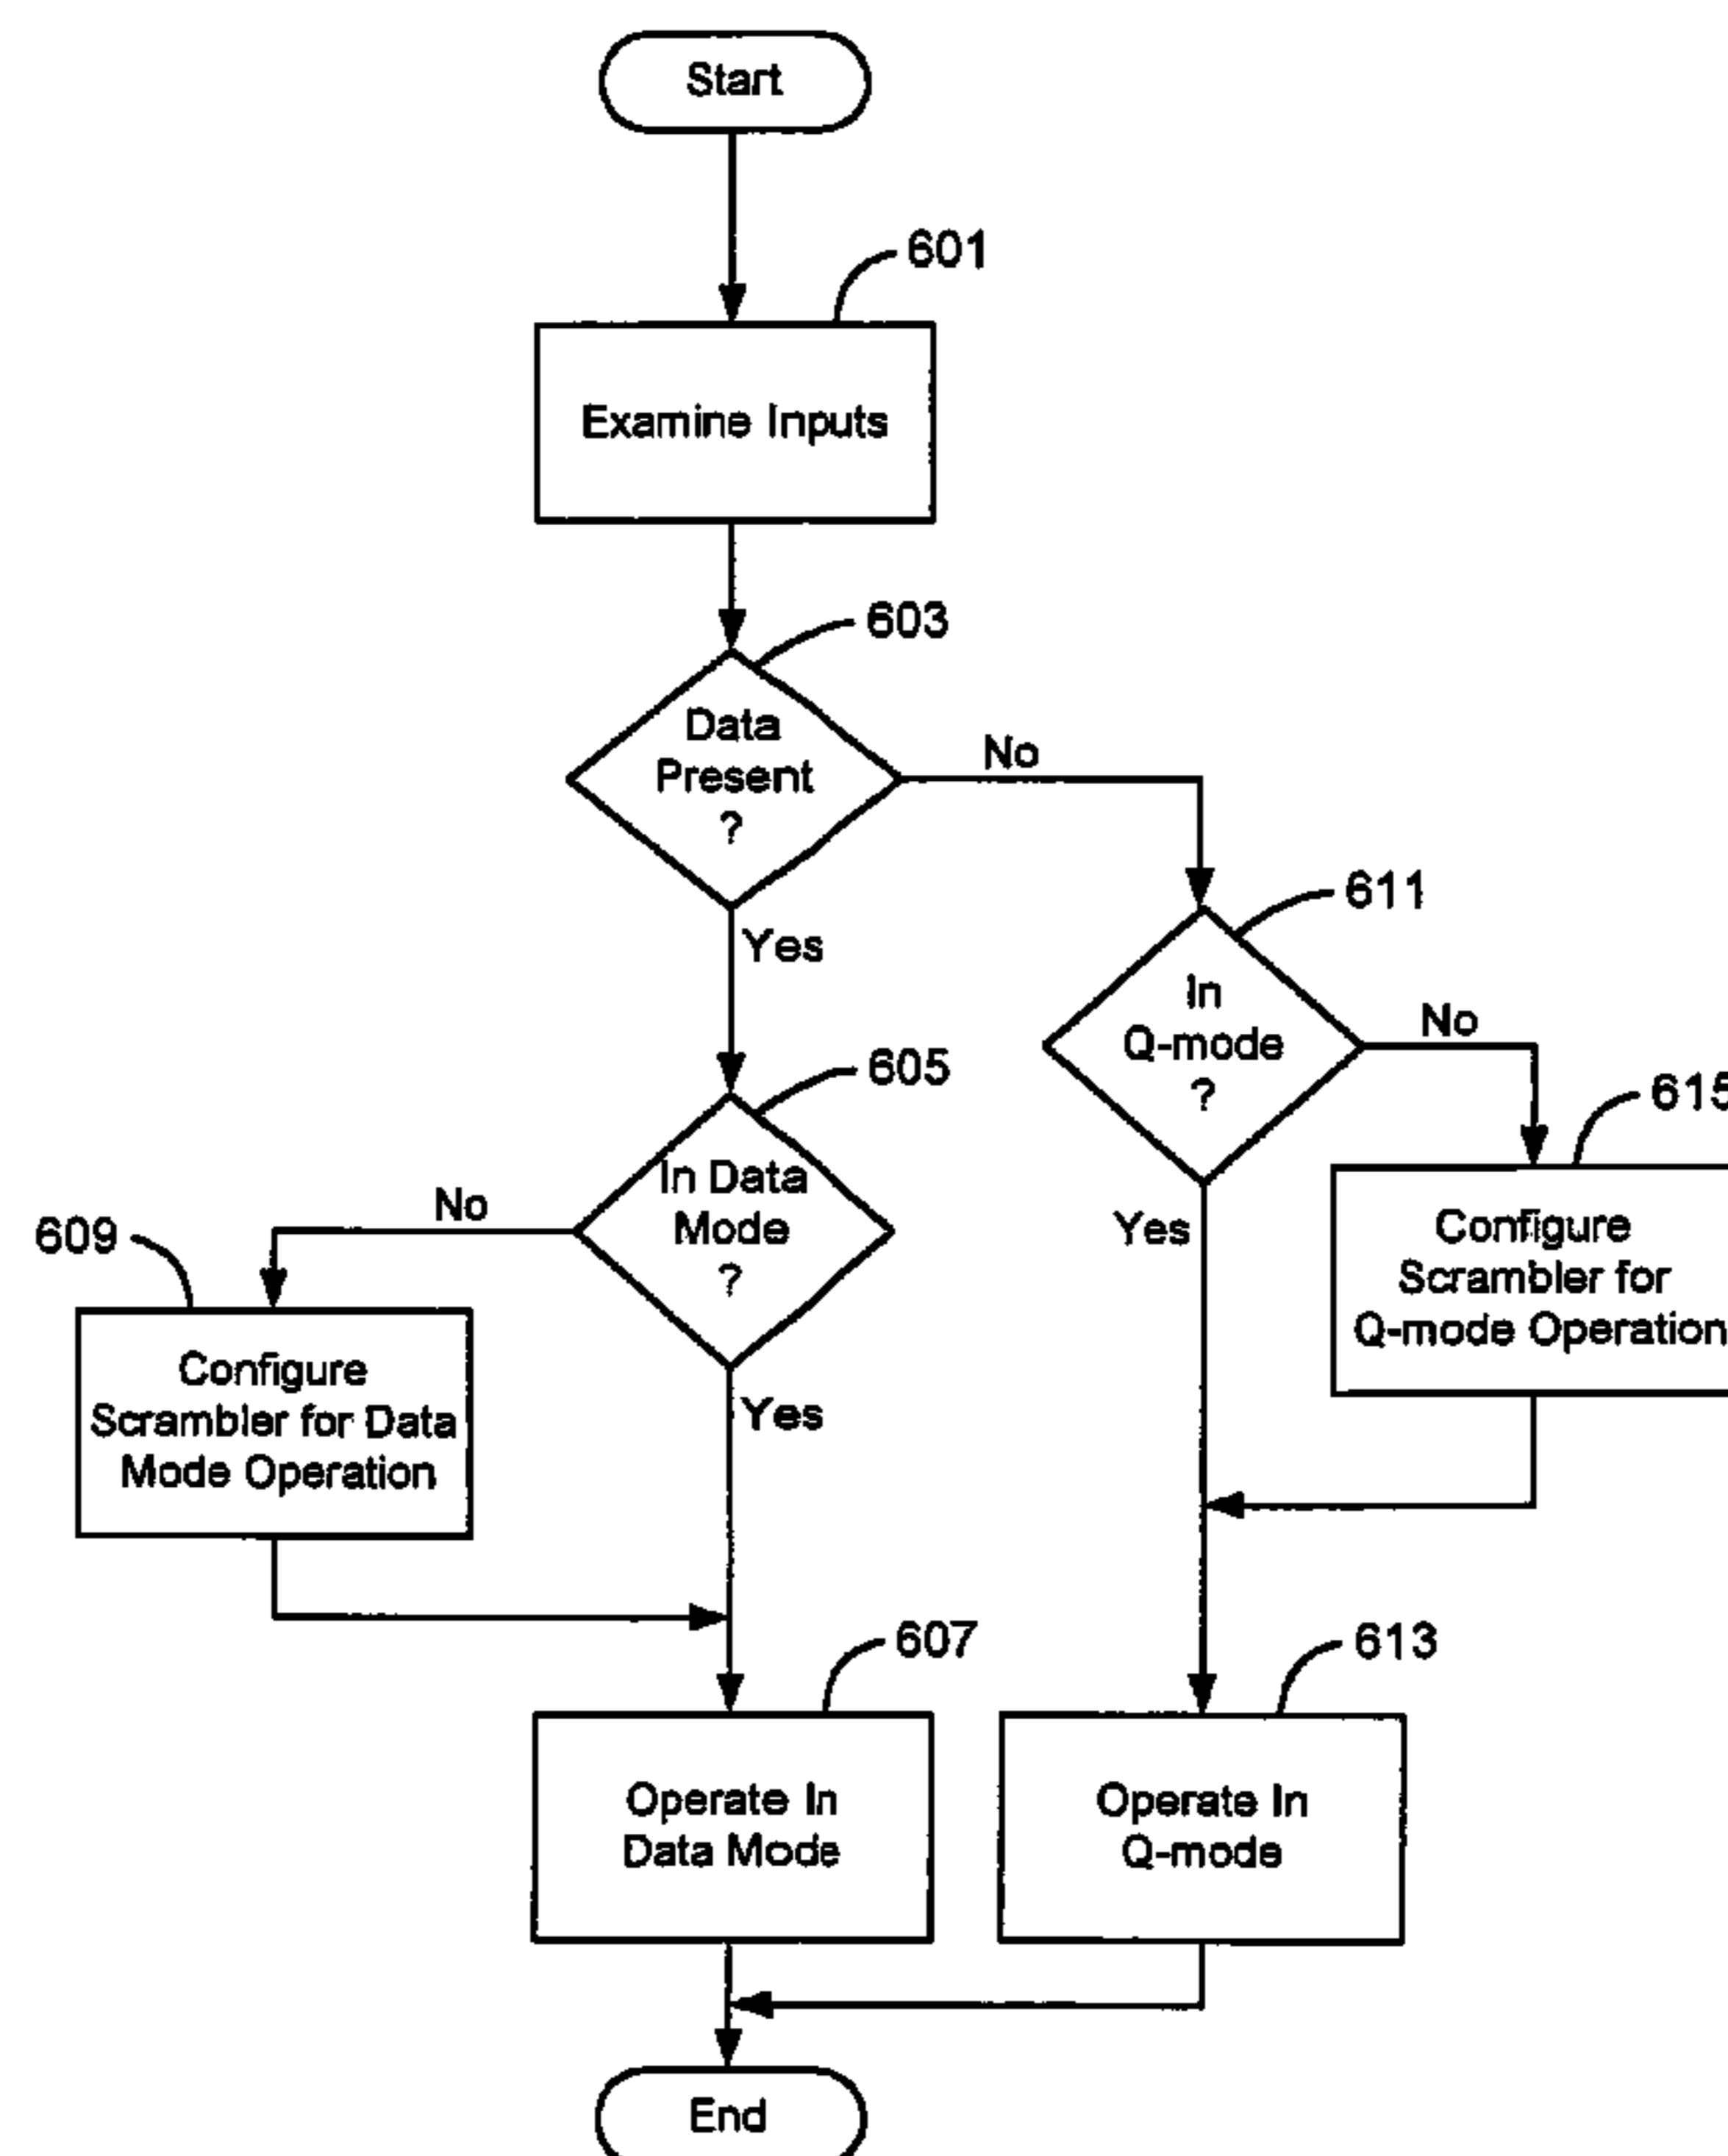 Start
601
Examine Inputs
603
Data
Present
?
No
Yes
611
In
Q-mode
?
No
605
615
In Data
Mode
?
No
609
Yes
Configure
Scrambler for
Q-mode Operation
Configure
Scrambler for Data
Mode Operation
Yes
607
613
Operate In
Data Mode
Operate In
Q-mode
End